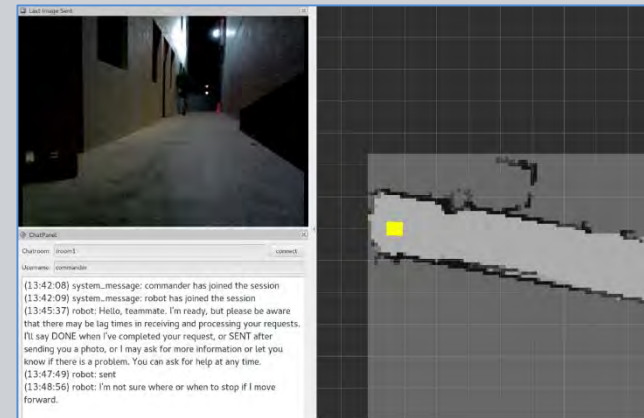 Last Image Sent
ChatPanel
Chatroom: room1 connect
Username: commander
(13:42:08) system_message: commander has joined the session
(13:42:09) system_message: robot has joined the session
(13:45:37) robot: Hello, teammate. I'm ready, but please be aware
that there may be lag times in receiving and processing your requests.
I'll say DONE when I've completed your request, or SENT after
sending you a photo, or I may ask for more information or let you
know if there is a problem. You can ask for help at any time.
(13:47:49) robot: sent
(13:48:56) robot: I'm not sure where or when to stop if I move
forward.